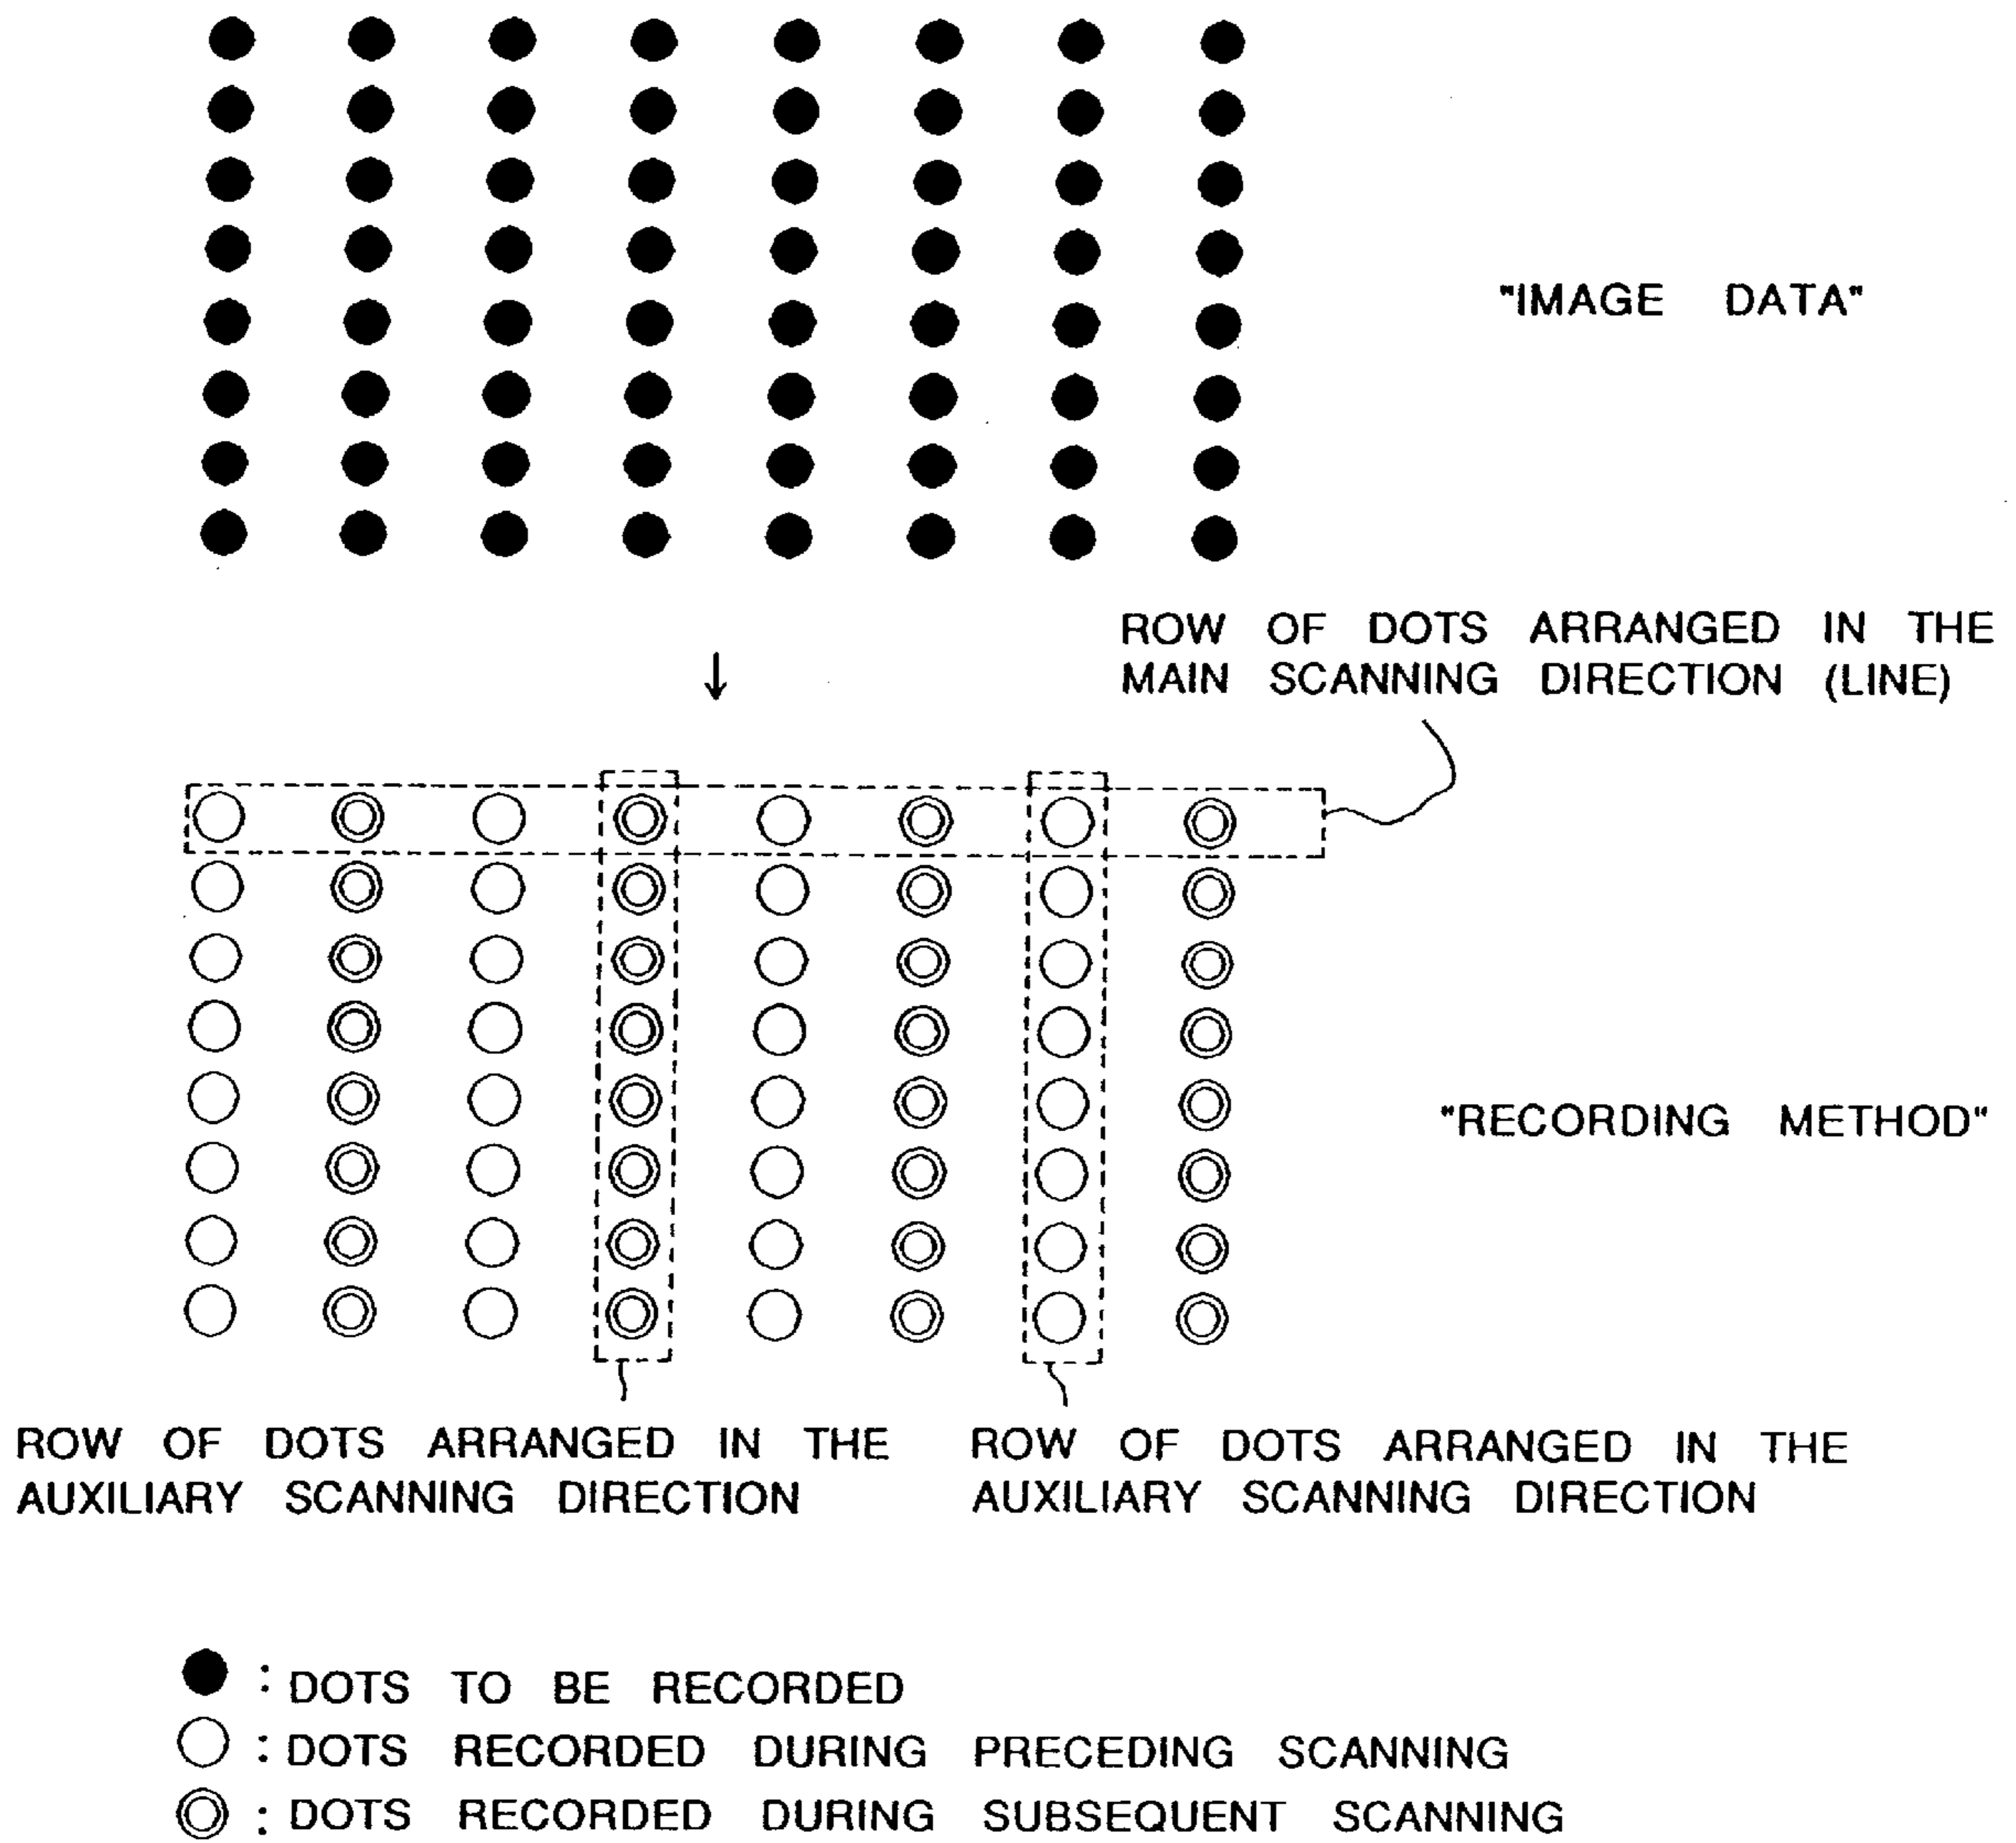 "IMAGE DATA"
ROW OF DOTS ARRANGED IN THE
MAIN SCANNING DIRECTION (LINE)
"RECORDING METHOD"
ROW OF DOTS ARRANGED IN THE
AUXILIARY SCANNING DIRECTION
ROW OF DOTS ARRANGED IN THE
AUXILIARY SCANNING DIRECTION
: DOTS TO BE RECORDED
: DOTS RECORDED DURING PRECEDING SCANNING
: DOTS RECORDED DURING SUBSEQUENT SCANNING